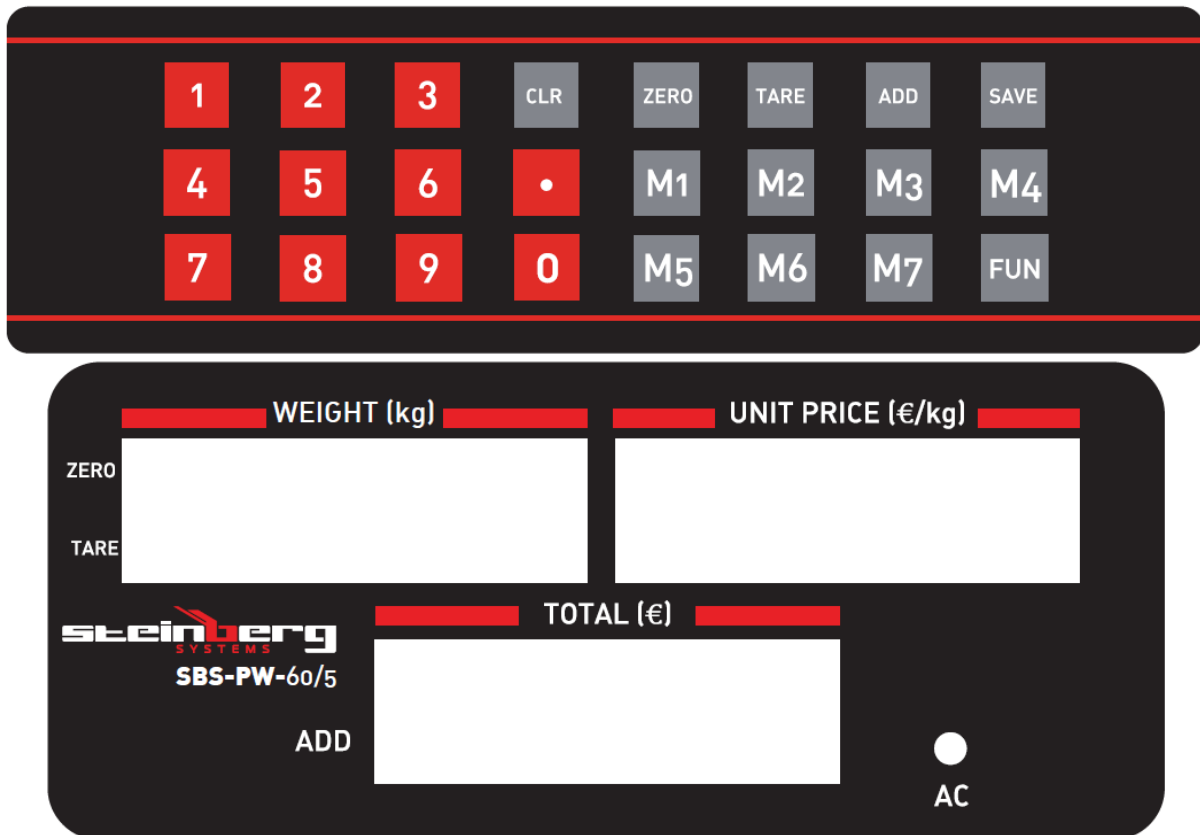 1 2 3 CLR ZERO TARE ADD SAVE
4 5 6 • M1 M2 M3 M4
7 8 9 0 M5 M6 M7 FUN
WEIGHT (kg) UNIT PRICE (€/kg)
ZERO
TARE
TOTAL (€)
steinberg
SYSTEMS
SBS-PW-60/5
ADD
AC